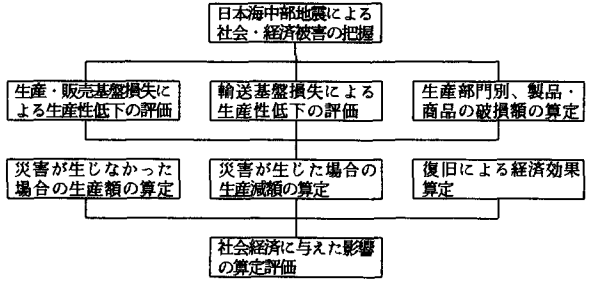 日本海中部地震による
社会・経済被害の把握
生産・販売基盤損失に
よる生産性低下の評価
輸送基盤損失による
生産性低下の評価
生産部門別、製品・
商品の破損額の算定
災害が生じなかった
場合の生産額の算定
災害が生じた場合の
生産減額の算定
復旧による経済効果
算定
社会経済に与えた影響
の算定評価